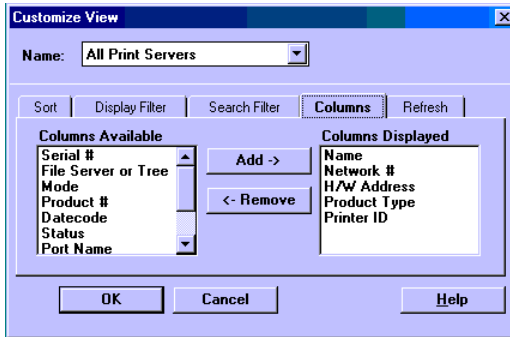 Customize View
Name: All Print Servers
Sort Display Filter Search Filter Columns Refresh
Columns Available
Serial #
File Server or Tree
Mode
Product #
Datecode
Status
Port Name
Add ->
<- Remove
Columns Displayed
Name
Network #
H/W Address
Product Type
Printer ID
OK Cancel Help